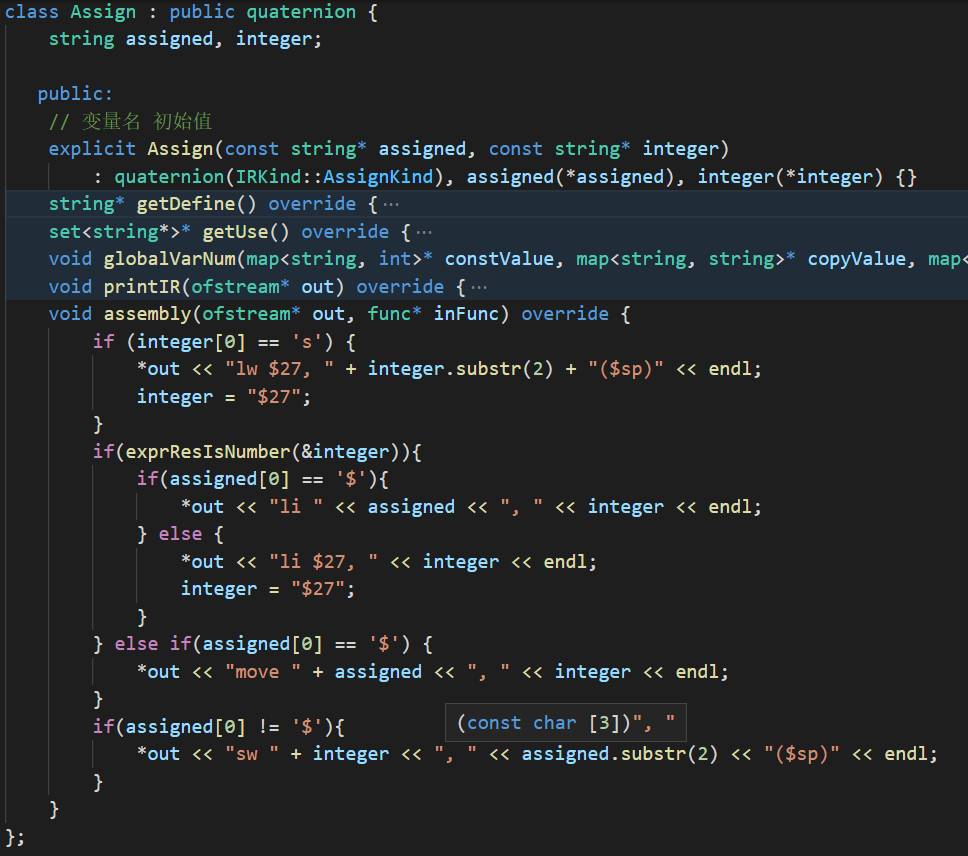 class Assign : public quaternion {
    string assigned, integer;

   public:
    // 变量名 初始值
    explicit Assign(const string* assigned, const string* integer)
        : quaternion(IRKind::AssignKind), assigned(*assigned), integer(*integer) {}
    string* getDefine() override {···
    set<string*>* getUse() override {···
    void globalVarNum(map<string, int>* constValue, map<string, string>* copyValue, map<
    void printIR(ofstream* out) override {···
    void assembly(ofstream* out, func* inFunc) override {
        if (integer[0] == 's') {
            *out << "lw $27, " + integer.substr(2) + "($sp)" << endl;
            integer = "$27";
        }
        if(exprResIsNumber(&integer)){
            if(assigned[0] == '$'){
                *out << "li " << assigned << ", " << integer << endl;
            } else {
                *out << "li $27, " << integer << endl;
                integer = "$27";
            }
        } else if(assigned[0] == '$') {
            *out << "move " + assigned << ", " << integer << endl;
        }
        if(assigned[0] != '$'){
(const char [3])", "
            *out << "sw " + integer << ", " << assigned.substr(2) << "($sp)" << endl;
        }
    }
};